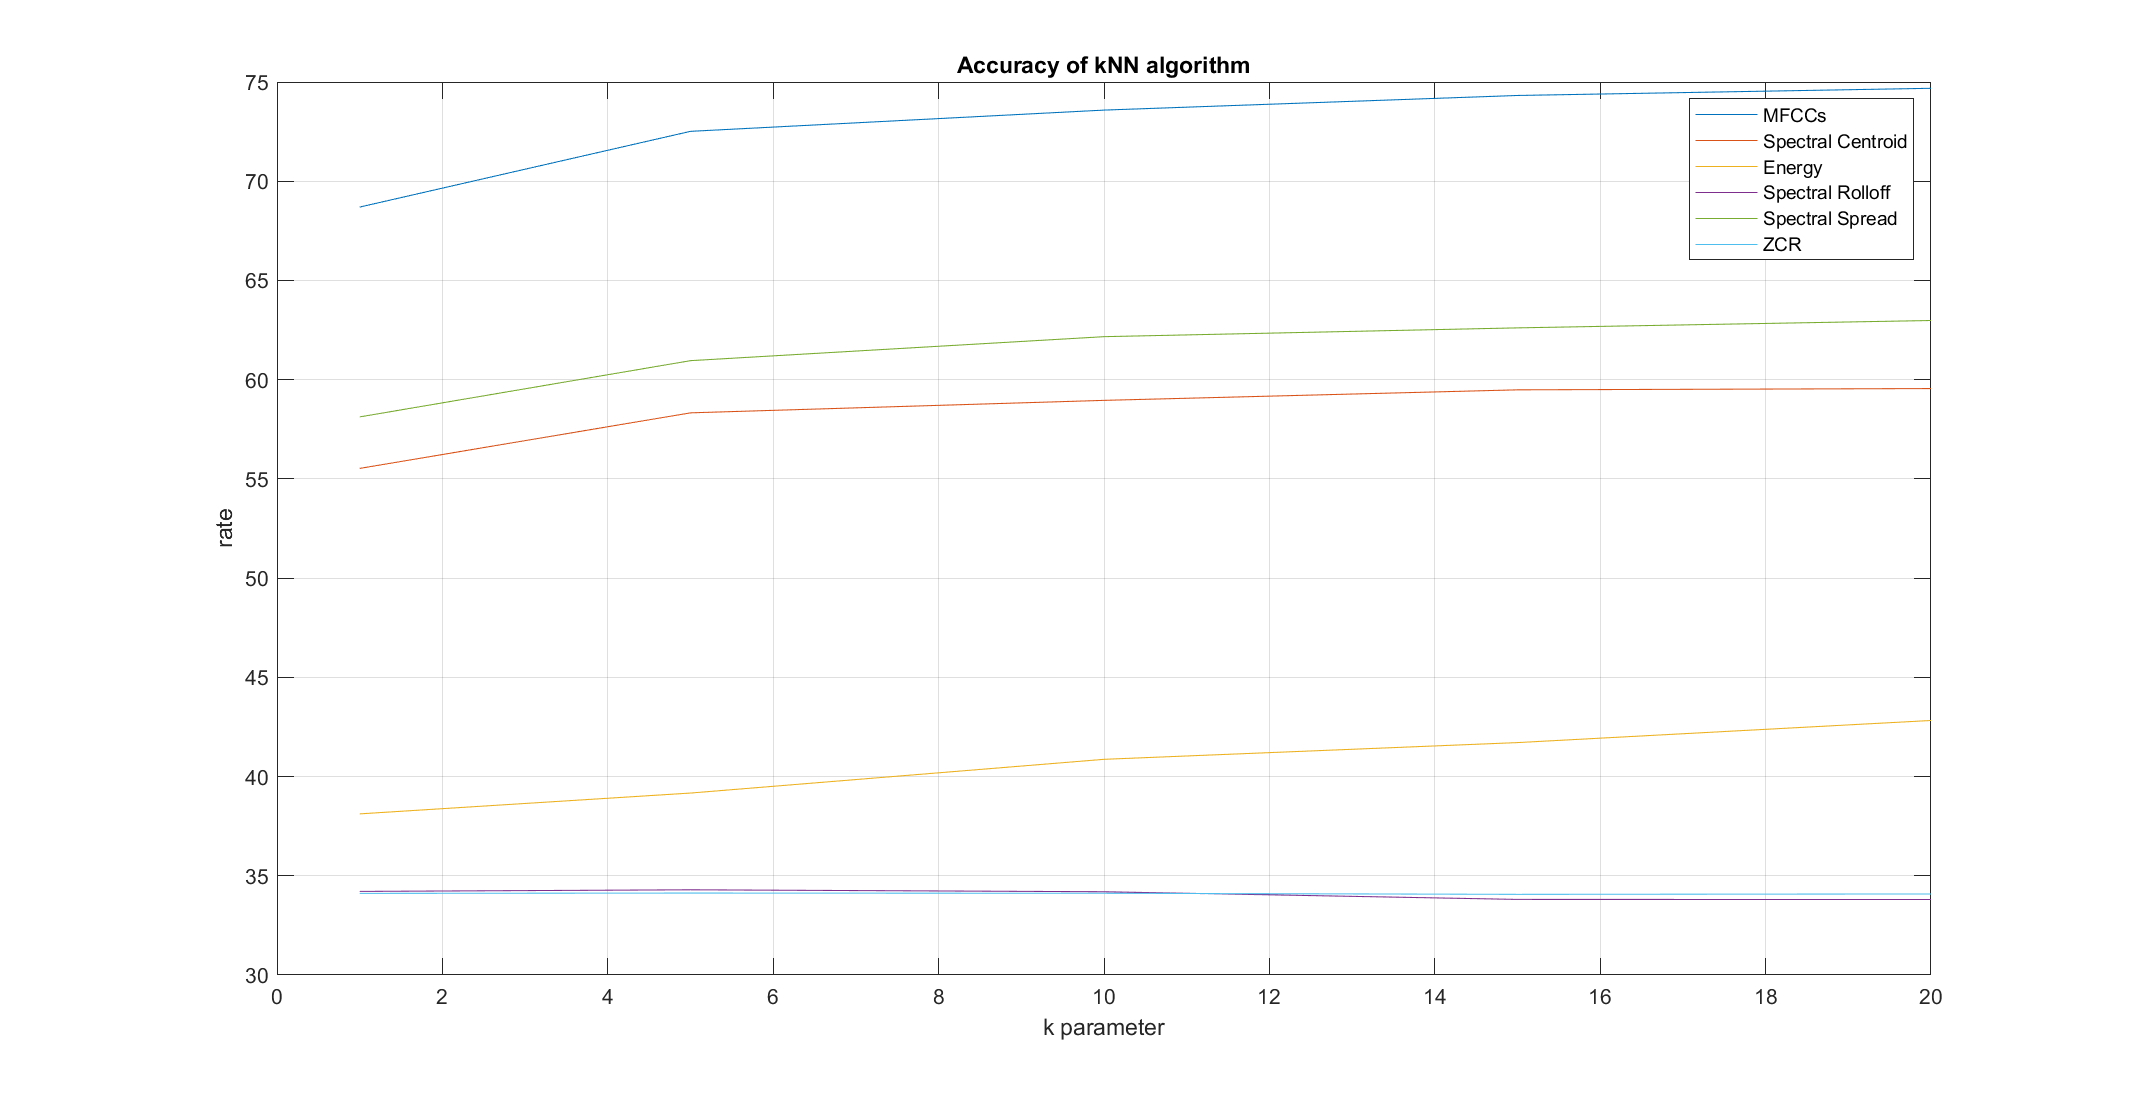 Accuracy of kNN algorithm
75
70
65
60
55
50
45
40
35
30
rate
MFCCs
Spectral Centroid
Energy
Spectral Rolloff
Spectral Spread
ZCR
0 2 4 6 8 10 12 14 16 18 20
k parameter